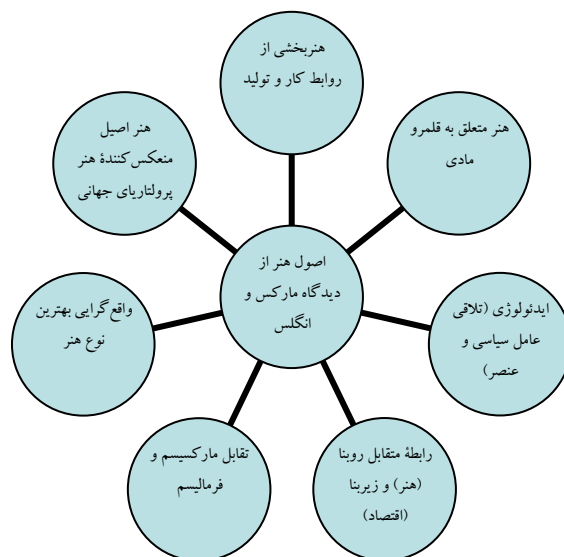 هنربخشی از
روابط کار و تولید
هنر متعلق به قلمرو
مادی
ایدئولوژی (تلاقی
عامل سیاسی و
عنصر)
رابطۀ متقابل روبنا
(هنر) و زیربنا
(اقتصاد)
تقابل مارکسیسم و
فرمالیسم
واقع‌گرایی بهترین
نوع هنر
هنر اصیل
منعکس‌کنندۀ هنر
پرولتاریای جهانی
اصول هنر از
دیدگاه مارکس و
انگلس